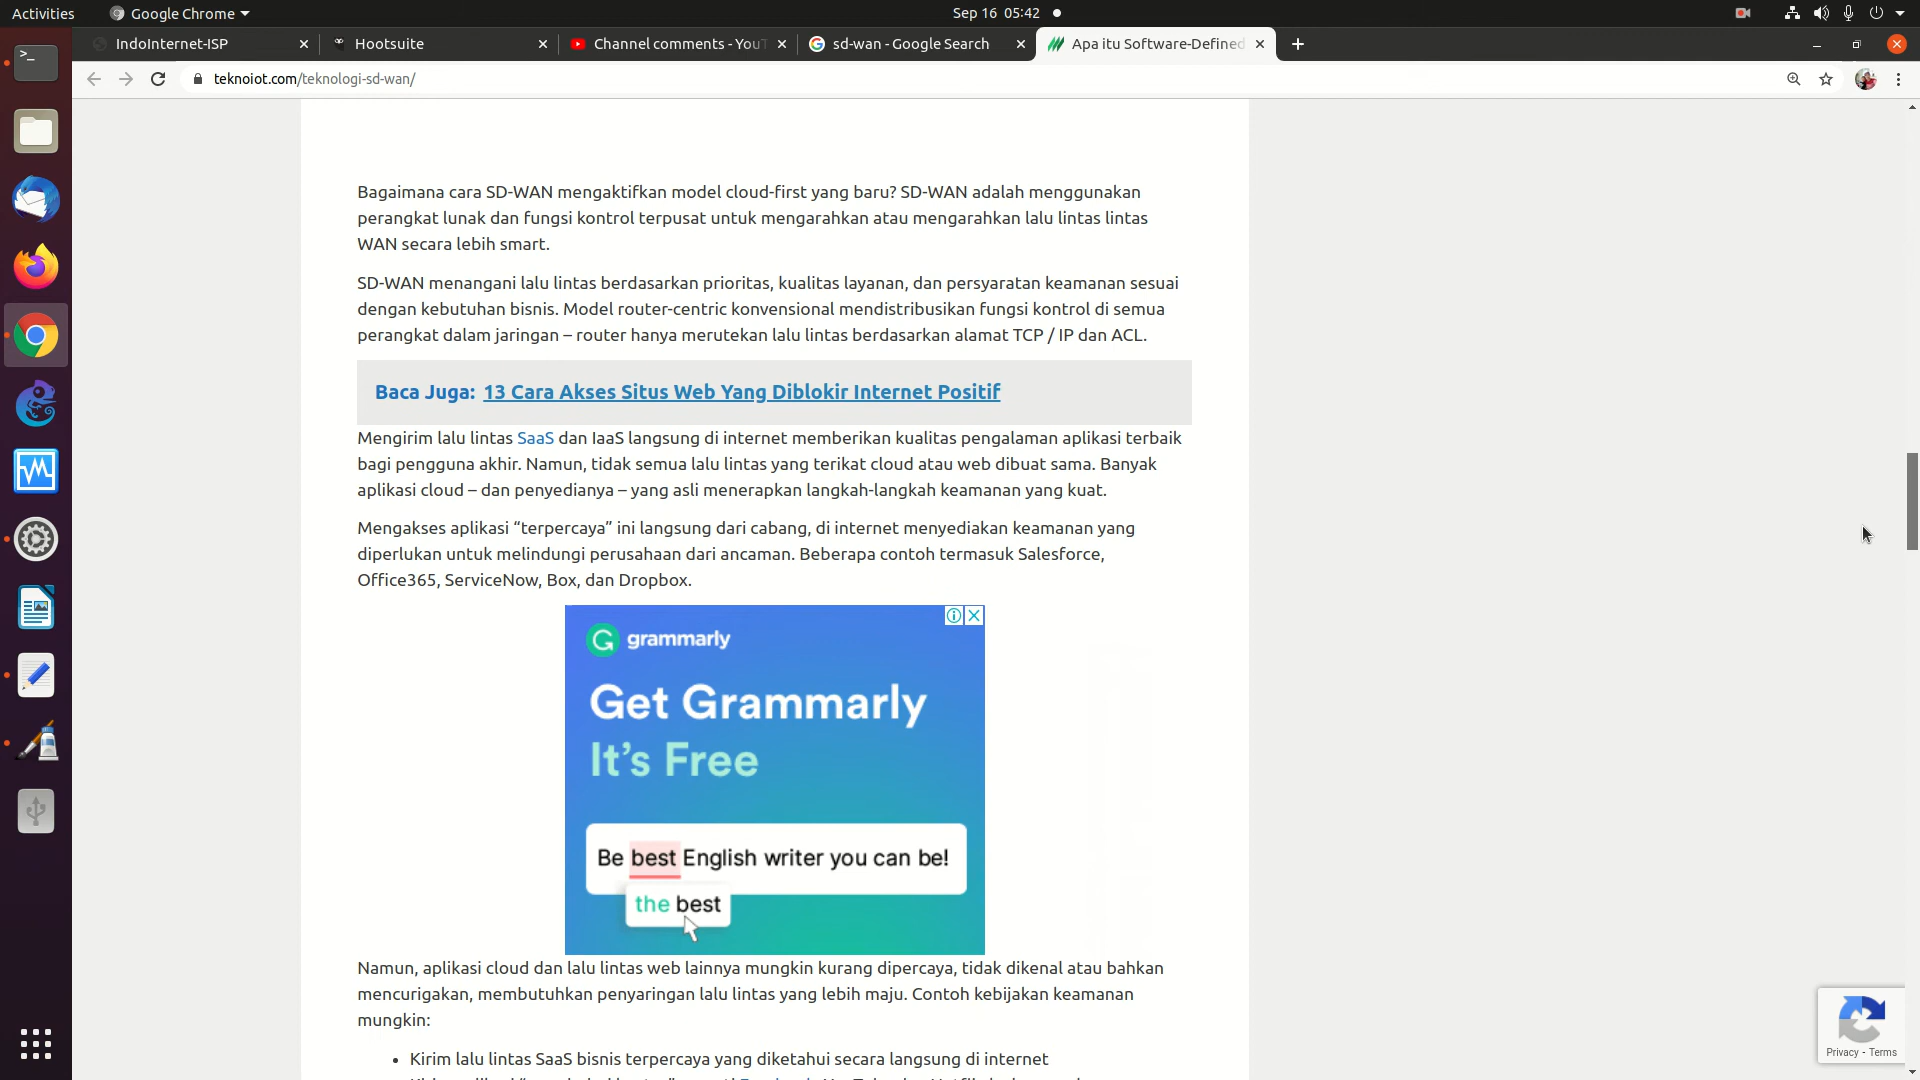 Activities
Google Chrome
Sep 16 05:42
IndoInternet-ISP
Hootsuite
Channel comments - YouT
sd-wan - Google Search
Apa itu Software-Defined
teknoiot.com/teknologi-sd-wan/
Bagaimana cara SD-WAN mengaktifkan model cloud-first yang baru? SD-WAN adalah menggunakan
perangkat lunak dan fungsi kontrol terpusat untuk mengarahkan atau mengarahkan lalu lintas lintas
WAN secara lebih smart.
SD-WAN menangani lalu lintas berdasarkan prioritas, kualitas layanan, dan persyaratan keamanan sesuai
dengan kebutuhan bisnis. Model router-centric konvensional mendistribusikan fungsi kontrol di semua
perangkat dalam jaringan – router hanya merutekan lalu lintas berdasarkan alamat TCP / IP dan ACL.
Baca Juga: 13 Cara Akses Situs Web Yang Diblokir Internet Positif
Mengirim lalu lintas SaaS dan IaaS langsung di internet memberikan kualitas pengalaman aplikasi terbaik
bagi pengguna akhir. Namun, tidak semua lalu lintas yang terikat cloud atau web dibuat sama. Banyak
aplikasi cloud – dan penyedianya – yang asli menerapkan langkah-langkah keamanan yang kuat.
Mengakses aplikasi “terpercaya” ini langsung dari cabang, di internet menyediakan keamanan yang
diperlukan untuk melindungi perusahaan dari ancaman. Beberapa contoh termasuk Salesforce,
Office365, ServiceNow, Box, dan Dropbox.
grammarly
Get Grammarly
It’s Free
Be best English writer you can be!
the best
Namun, aplikasi cloud dan lalu lintas web lainnya mungkin kurang dipercaya, tidak dikenal atau bahkan
mencurigakan, membutuhkan penyaringan lalu lintas yang lebih maju. Contoh kebijakan keamanan
mungkin:
• Kirim lalu lintas SaaS bisnis terpercaya yang diketahui secara langsung di internet
Privacy - Terms